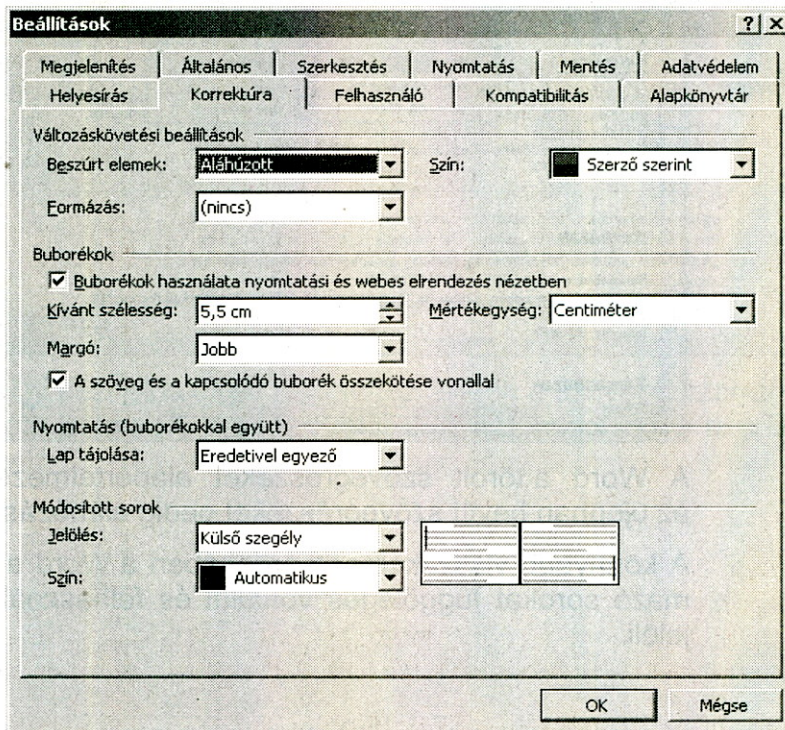 Beállítások
Megjelenítés Általános Szerkesztés Nyomtatás Mentés Adatvédelem
Helyesírás Korrektúra Felhasználó Kompatibilitás Alapkönyvtár
Változáskövetési beállítások
Beszúrt elemek: Aláhúzott Szín: Szerző szerint
Formázás: (nincs)
Buborékok
Buborékok használata nyomtatási és webes elrendezés nézetben
Kívánt szélesség: 5,5 cm Mértékegység: Centiméter
Margó: Jobb
A szöveg és a kapcsolódó buborék összekötése vonallal
Nyomtatás (buborékokkal együtt)
Lap tájolása: Eredetivel egyező
Módosított sorok
Jelölés: Külső szegély
Szín: Automatikus
OK Mégse